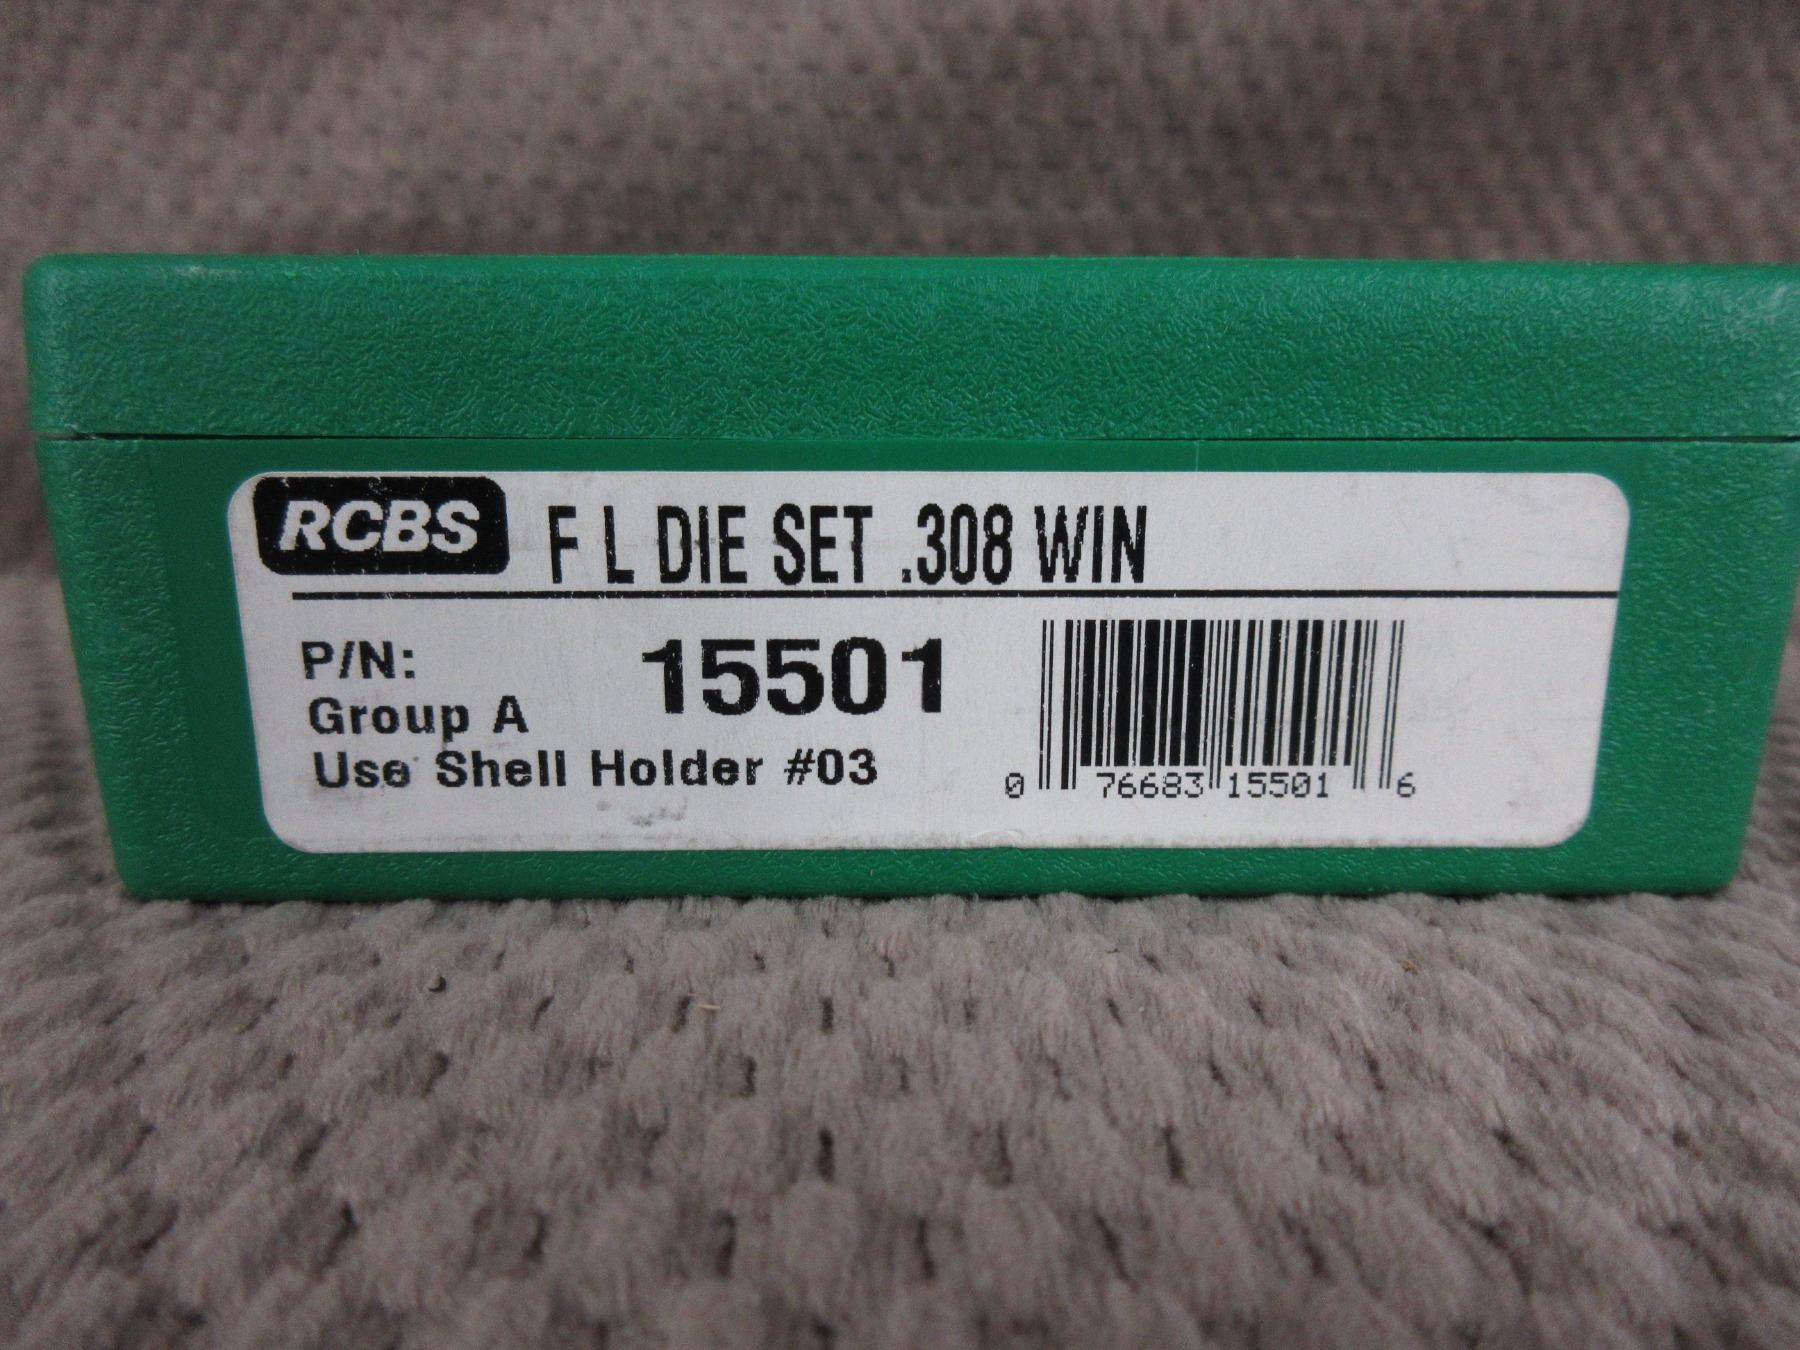 RCBS F L DIE SET .308 WIN
P/N: 15501
Group A
Use Shell Holder #03
0 76683 15501 6